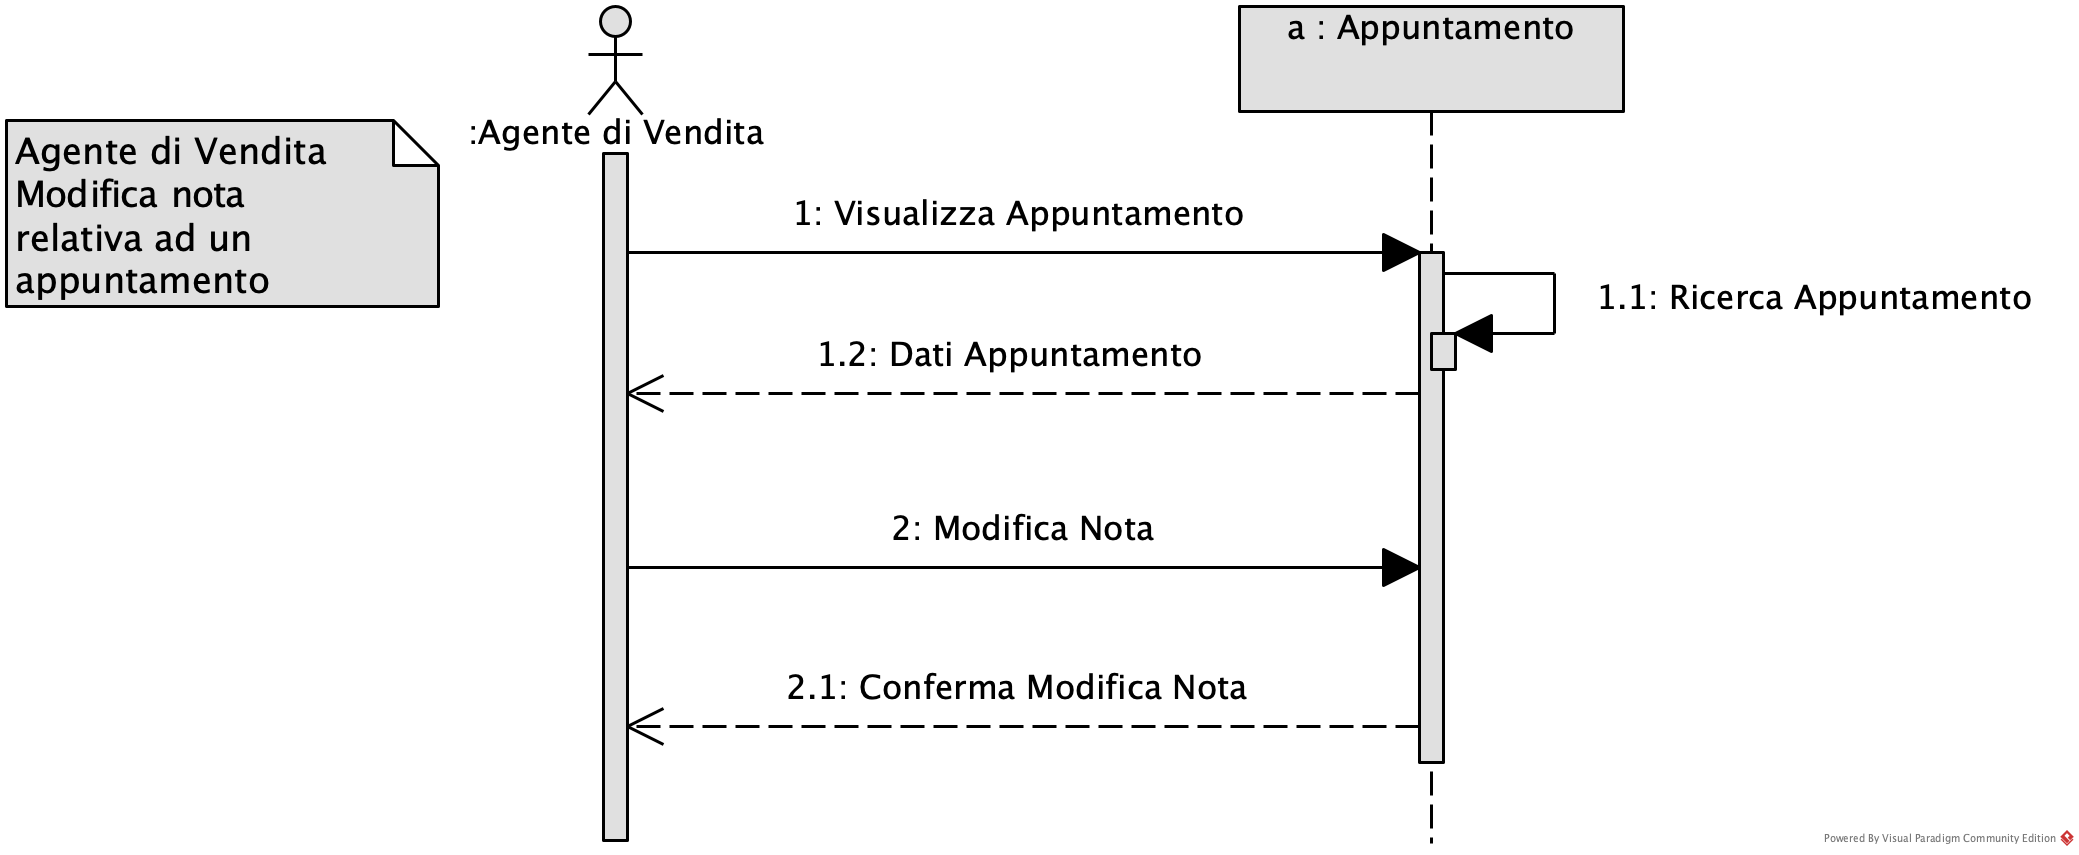 a : Appuntamento
:Agente di Vendita
Agente di Vendita
Modifica nota
relativa ad un
appuntamento
1: Visualizza Appuntamento
1.1: Ricerca Appuntamento
1.2: Dati Appuntamento
2: Modifica Nota
2.1: Conferma Modifica Nota
Powered By Visual Paradigm Community Edition